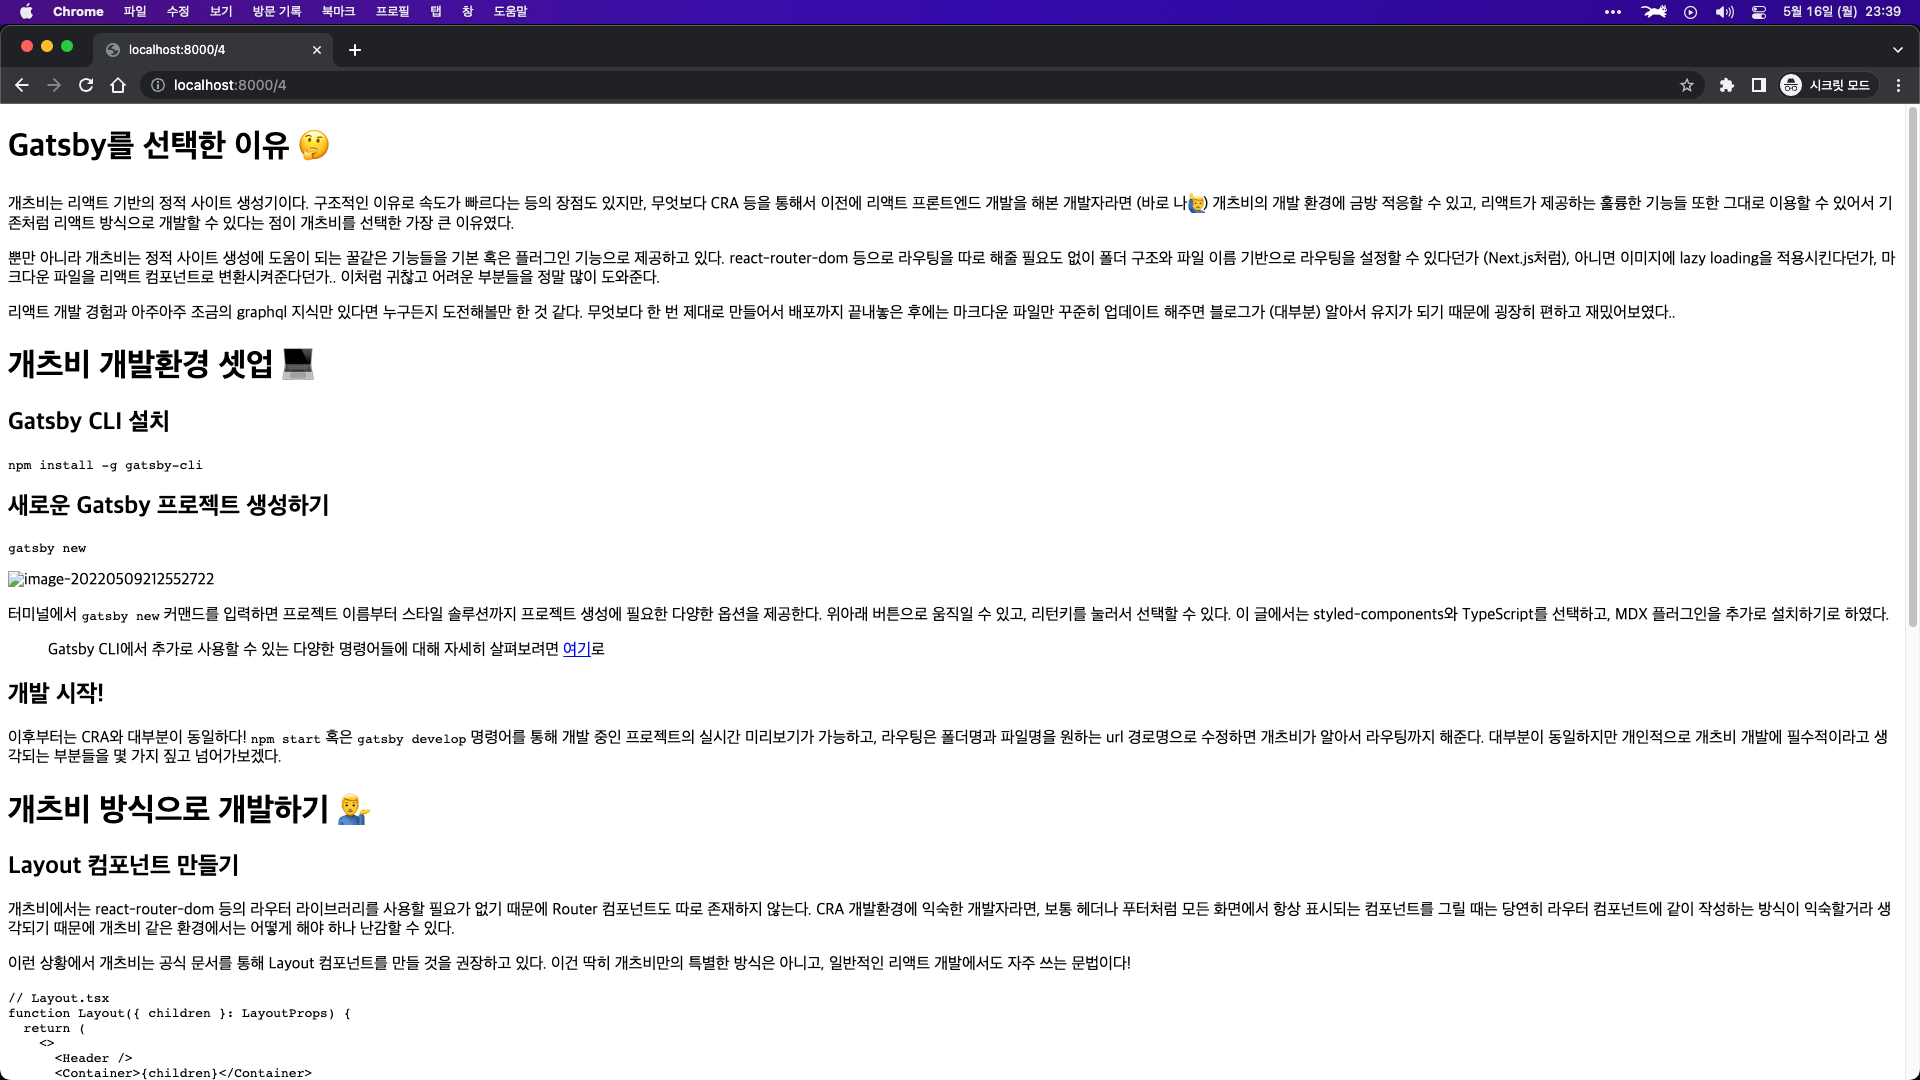 Chrome 파일 수정 보기 방문 기록 북마크 프로필 탭 창 도움말 5월 16일 (월) 23:39
localhost:8000/4
localhost:8000/4 시크릿 모드
Gatsby를 선택한 이유 🤔
개츠비는 리액트 기반의 정적 사이트 생성기이다. 구조적인 이유로 속도가 빠르다는 등의 장점도 있지만, 무엇보다 CRA 등을 통해서 이전에 리액트 프론트엔드 개발을 해본 개발자라면 (바로 나🙋‍♂️) 개츠비의 개발 환경에 금방 적응할 수 있고, 리액트가 제공하는 훌륭한 기능들 또한 그대로 이용할 수 있어서 기
존처럼 리액트 방식으로 개발할 수 있다는 점이 개츠비를 선택한 가장 큰 이유였다.
뿐만 아니라 개츠비는 정적 사이트 생성에 도움이 되는 꿀같은 기능들을 기본 혹은 플러그인 기능으로 제공하고 있다. react-router-dom 등으로 라우팅을 따로 해줄 필요도 없이 폴더 구조와 파일 이름 기반으로 라우팅을 설정할 수 있다던가 (Next.js처럼), 아니면 이미지에 lazy loading을 적용시킨다던가, 마
크다운 파일을 리액트 컴포넌트로 변환시켜준다던가.. 이처럼 귀찮고 어려운 부분들을 정말 많이 도와준다.
리액트 개발 경험과 아주아주 조금의 graphql 지식만 있다면 누구든지 도전해볼만 한 것 같다. 무엇보다 한 번 제대로 만들어서 배포까지 끝내놓은 후에는 마크다운 파일만 꾸준히 업데이트 해주면 블로그가 (대부분) 알아서 유지가 되기 때문에 굉장히 편하고 재밌어보였다..
개츠비 개발환경 셋업 💻
Gatsby CLI 설치
npm install -g gatsby-cli
새로운 Gatsby 프로젝트 생성하기
gatsby new
image-20220509212552722
터미널에서 gatsby new 커맨드를 입력하면 프로젝트 이름부터 스타일 솔루션까지 프로젝트 생성에 필요한 다양한 옵션을 제공한다. 위아래 버튼으로 움직일 수 있고, 리턴키를 눌러서 선택할 수 있다. 이 글에서는 styled-components와 TypeScript를 선택하고, MDX 플러그인을 추가로 설치하기로 하였다.
Gatsby CLI에서 추가로 사용할 수 있는 다양한 명령어들에 대해 자세히 살펴보려면 여기로
개발 시작!
이후부터는 CRA와 대부분이 동일하다! npm start 혹은 gatsby develop 명령어를 통해 개발 중인 프로젝트의 실시간 미리보기가 가능하고, 라우팅은 폴더명과 파일명을 원하는 url 경로명으로 수정하면 개츠비가 알아서 라우팅까지 해준다. 대부분이 동일하지만 개인적으로 개츠비 개발에 필수적이라고 생
각되는 부분들을 몇 가지 짚고 넘어가보겠다.
개츠비 방식으로 개발하기 💁‍♂️
Layout 컴포넌트 만들기
개츠비에서는 react-router-dom 등의 라우터 라이브러리를 사용할 필요가 없기 때문에 Router 컴포넌트도 따로 존재하지 않는다. CRA 개발환경에 익숙한 개발자라면, 보통 헤더나 푸터처럼 모든 화면에서 항상 표시되는 컴포넌트를 그릴 때는 당연히 라우터 컴포넌트에 같이 작성하는 방식이 익숙할거라 생
각되기 때문에 개츠비 같은 환경에서는 어떻게 해야 하나 난감할 수 있다.
이런 상황에서 개츠비는 공식 문서를 통해 Layout 컴포넌트를 만들 것을 권장하고 있다. 이건 딱히 개츠비만의 특별한 방식은 아니고, 일반적인 리액트 개발에서도 자주 쓰는 문법이다!
// Layout.tsx
function Layout({ children }: LayoutProps) {
  return (
    <>
      <Header />
      <Container>{children}</Container>